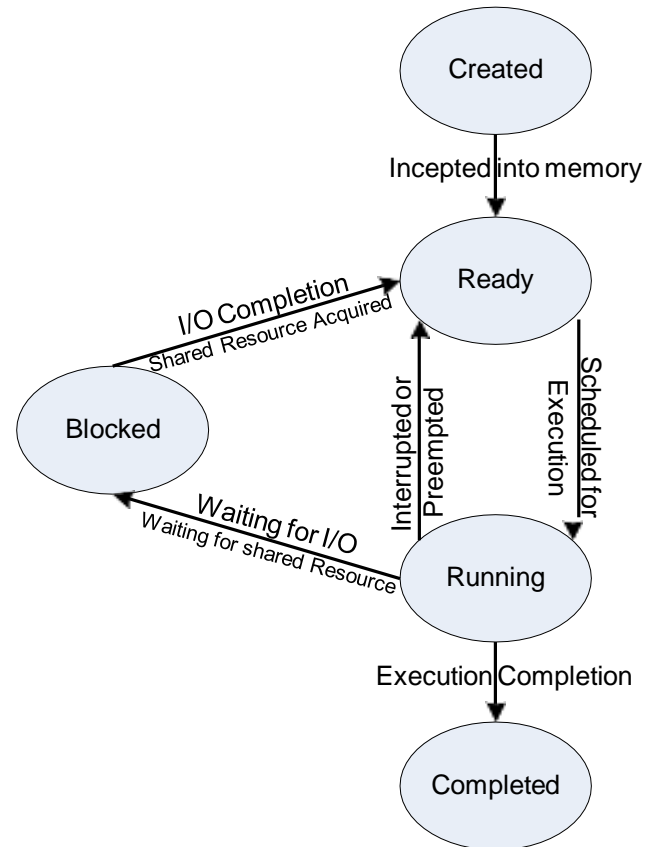 Created
Incepted into memory
Ready
I/O Completion
Shared Resource Acquired
Interrupted or
Preempted
Scheduled for
Execution
Blocked
Waiting for I/O
Waiting for shared Resource
Running
Execution Completion
Completed